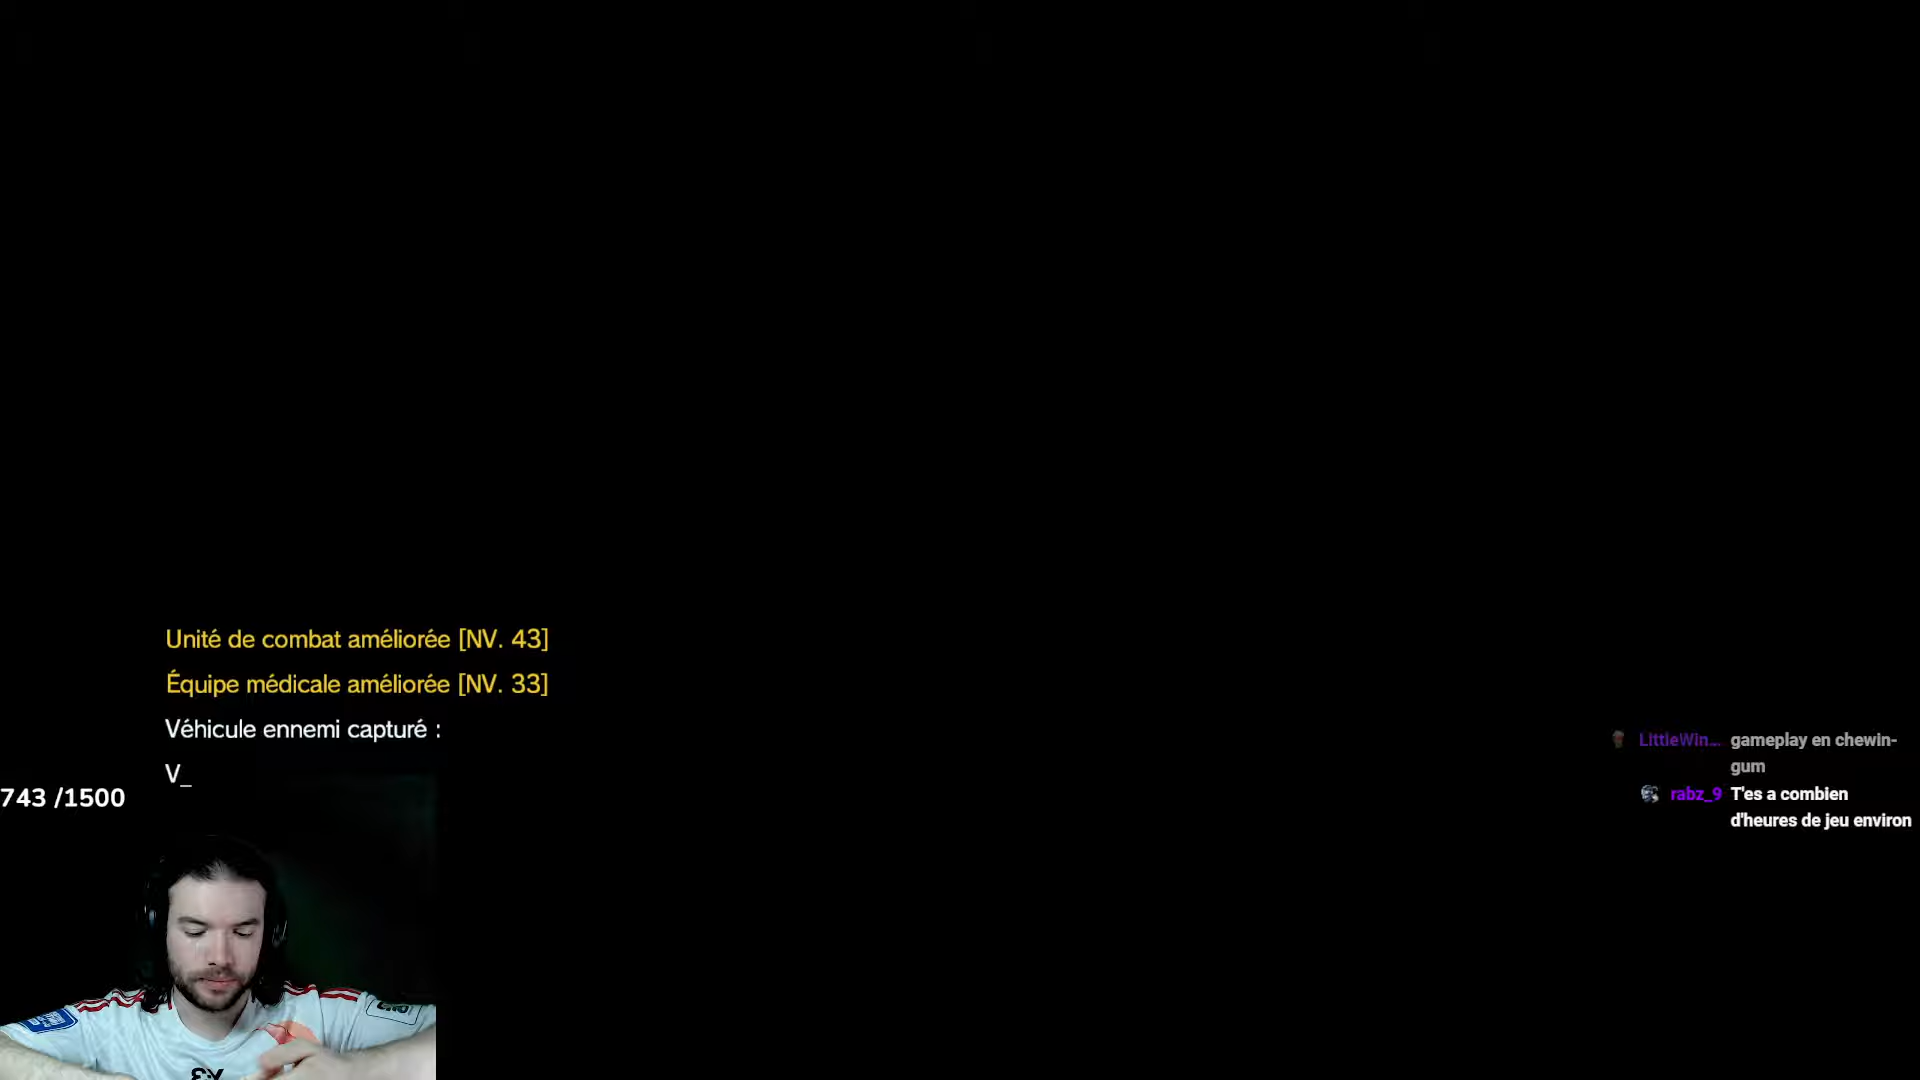 Unité de combat améliorée [NV. 43]
Équipe médicale améliorée [NV. 33]
Véhicule ennemi capturé :
V_
743 /1500
LittleWin... gameplay en chewin-
gum
rabz_9 T'es a combien
d'heures de jeu environ